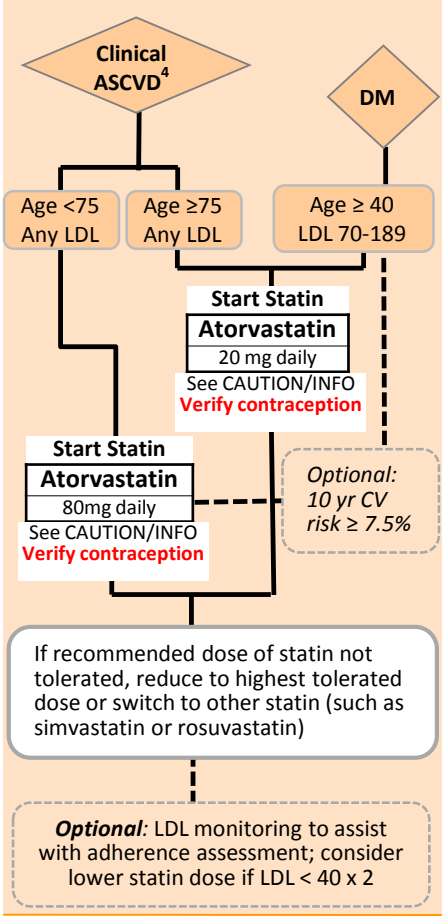 Clinical
ASCVD4
DM
Age <75
Any LDL
Age ≥75
Any LDL
Age ≥ 40
LDL 70-189
Start Statin
Atorvastatin
20 mg daily
See CAUTION/INFO
Verify contraception
Start Statin
Atorvastatin
80mg daily
See CAUTION/INFO
Verify contraception
Optional:
10 yr CV
risk ≥ 7.5%
If recommended dose of statin not
tolerated, reduce to highest tolerated
dose or switch to other statin (such as
simvastatin or rosuvastatin)
Optional: LDL monitoring to assist
with adherence assessment; consider
lower statin dose if LDL < 40 x 2